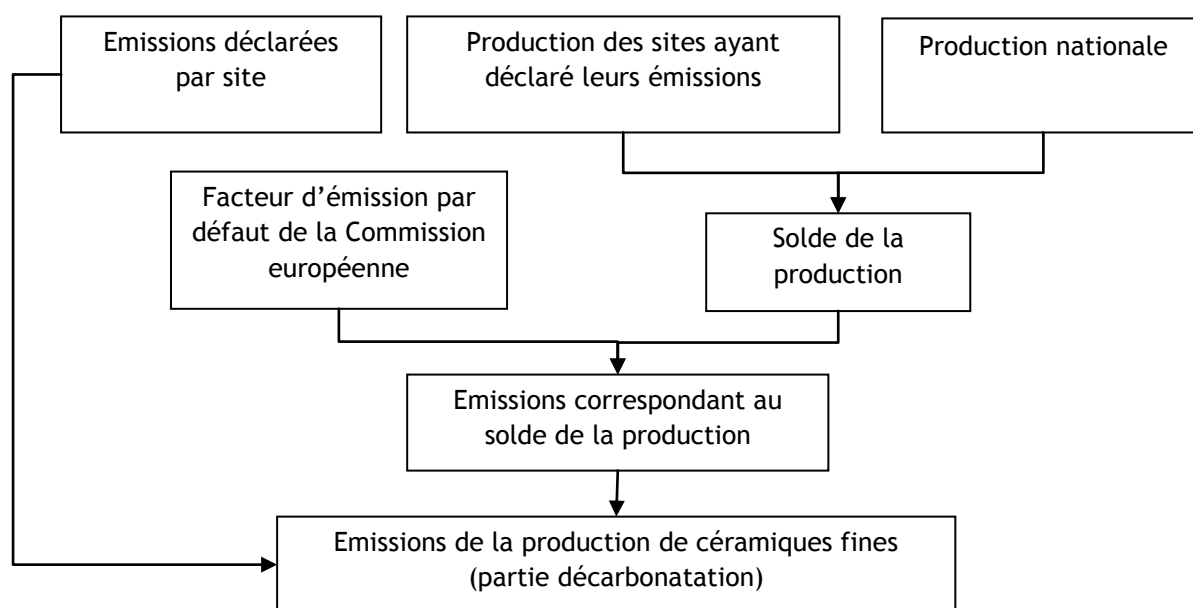 Emissions déclarées
par site
Production des sites ayant
déclaré leurs émissions
Production nationale
Facteur d’émission par
défaut de la Commission
européenne
Solde de la
production
Emissions correspondant au
solde de la production
Emissions de la production de céramiques fines
(partie décarbonatation)